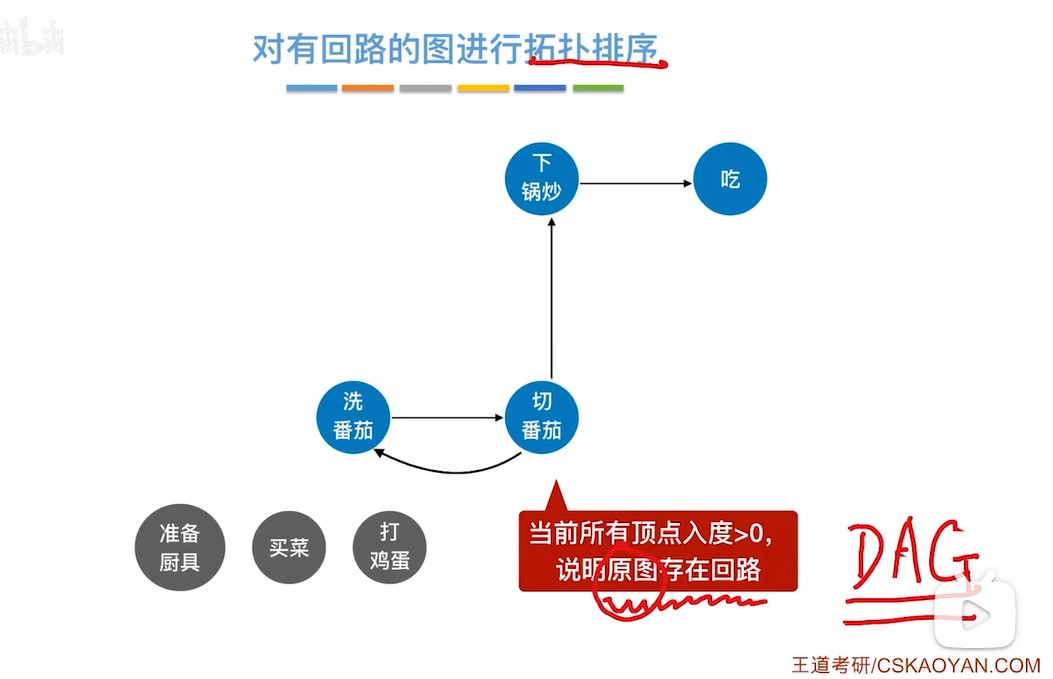 对有回路的图进行拓扑排序
下
锅炒
吃
洗
番茄
切
番茄
准备
厨具
买菜
打
鸡蛋
当前所有顶点入度>0,
说明原图存在回路
DAG
王道考研/CSKAOYAN.COM